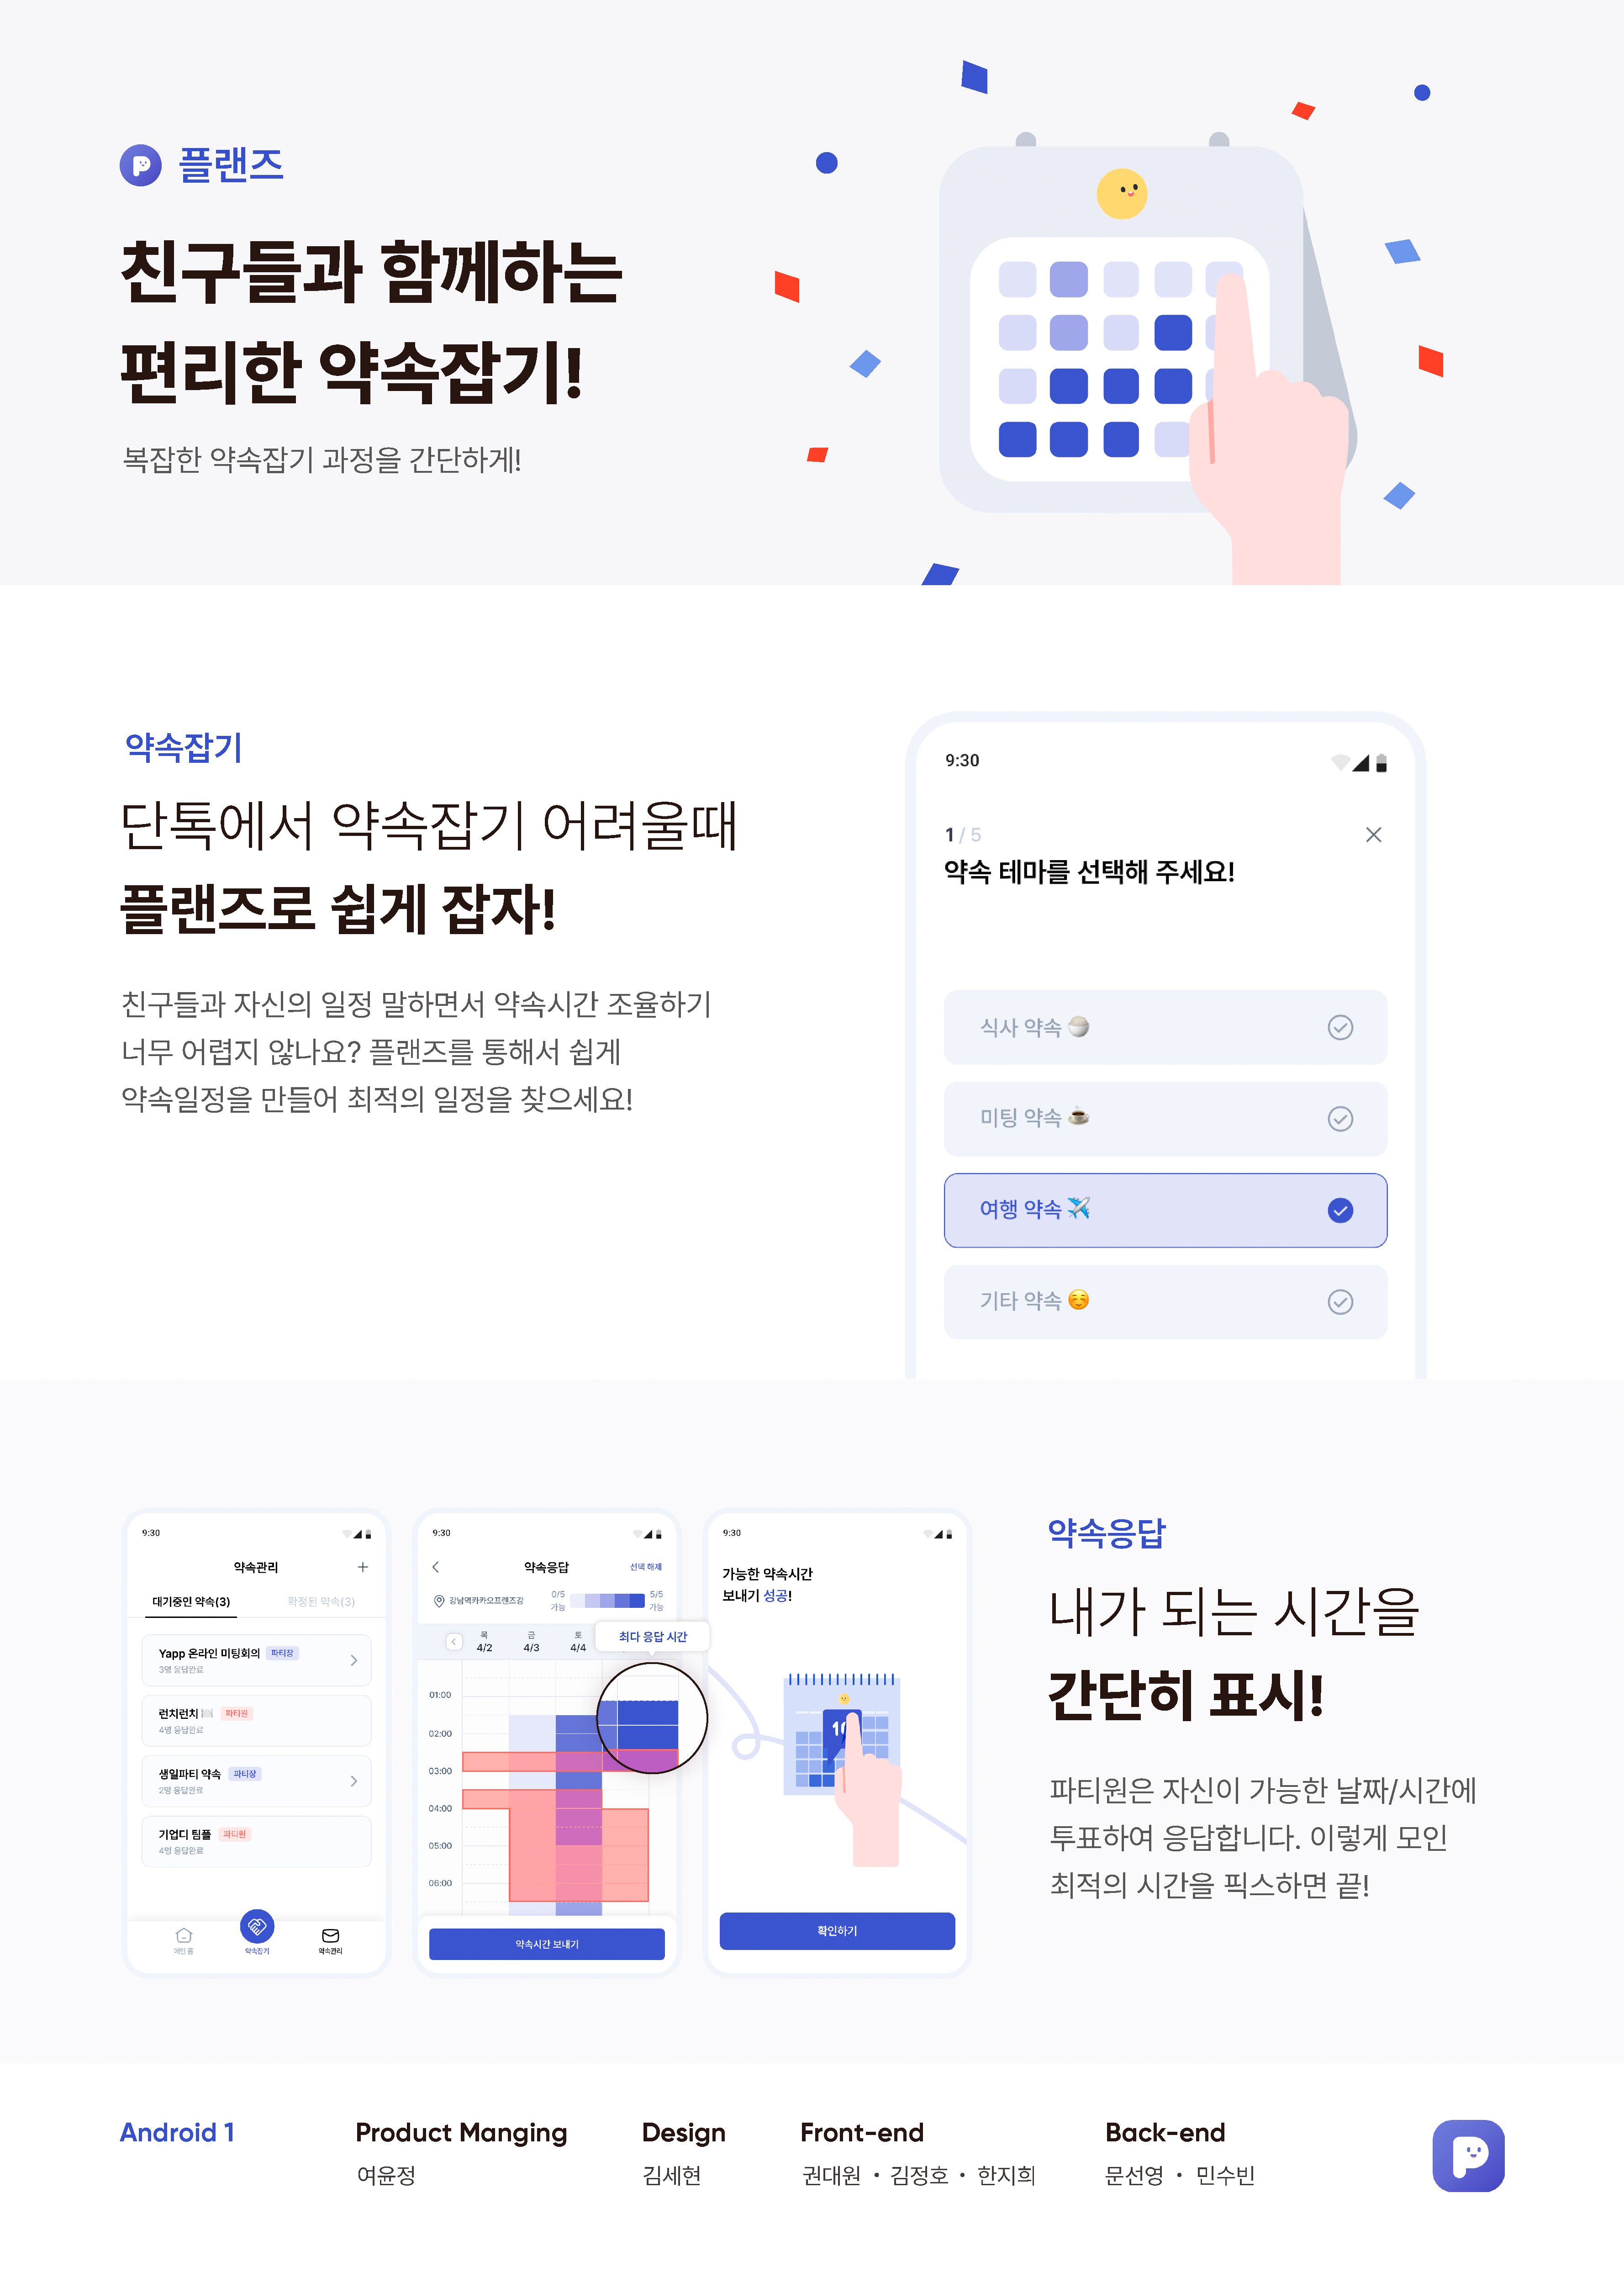 플랜즈
친구들과 함께하는
편리한 약속잡기!
복잡한 약속잡기 과정을 간단하게!
약속잡기
단톡에서 약속잡기 어려울때
플랜즈로 쉽게 잡자!
친구들과 자신의 일정 말하면서 약속시간 조율하기
너무 어렵지 않나요? 플랜즈를 통해서 쉽게
약속일정을 만들어 최적의 일정을 찾으세요!
9:30
1 / 5
약속 테마를 선택해 주세요!
식사 약속 🍚
미팅 약속 ☕
여행 약속 ✈️
기타 약속 ☺️
9:30
약속관리
대기중인 약속(3)
확정된 약속(3)
Yapp 온라인 미팅회의 파티장
3명 응답완료
런치런치 🍽 파티원
4명 응답완료
생일파티 약속 파티장
2명 응답완료
기업디 팀플 파티원
4명 응답완료
메인 홈
약속잡기
약속관리
9:30
약속응답
선택 해제
강남역카카오프렌즈강
0/5
가능
5/5
가능
목 금 토
4/2 4/3 4/4
최다 응답 시간
01:00
02:00
03:00
04:00
05:00
06:00
약속시간 보내기
9:30
가능한 약속시간
보내기 성공!
확인하기
약속응답
내가 되는 시간을
간단히 표시!
파티원은 자신이 가능한 날짜/시간에
투표하여 응답합니다. 이렇게 모인
최적의 시간을 픽스하면 끝!
Android 1
Product Manging
여윤정
Design
김세현
Front-end
권대원 • 김정호 • 한지희
Back-end
문선영 • 민수빈